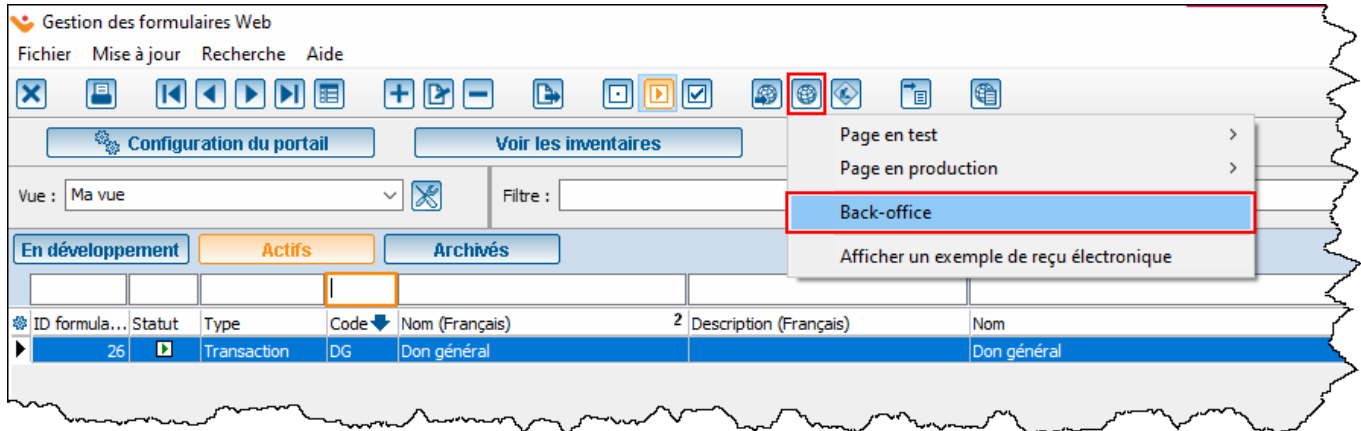 Gestion des formulaires Web
Fichier Mise à jour Recherche Aide
Configuration du portail Voir les inventaires
Page en test
Page en production
Vue : Ma vue Filtre :
Back-office
En développement Actifs Archivés
Afficher un exemple de reçu électronique
ID formula... Statut Type Code Nom (Français) 2 Description (Français) Nom
26 Transaction DG Don général Don général